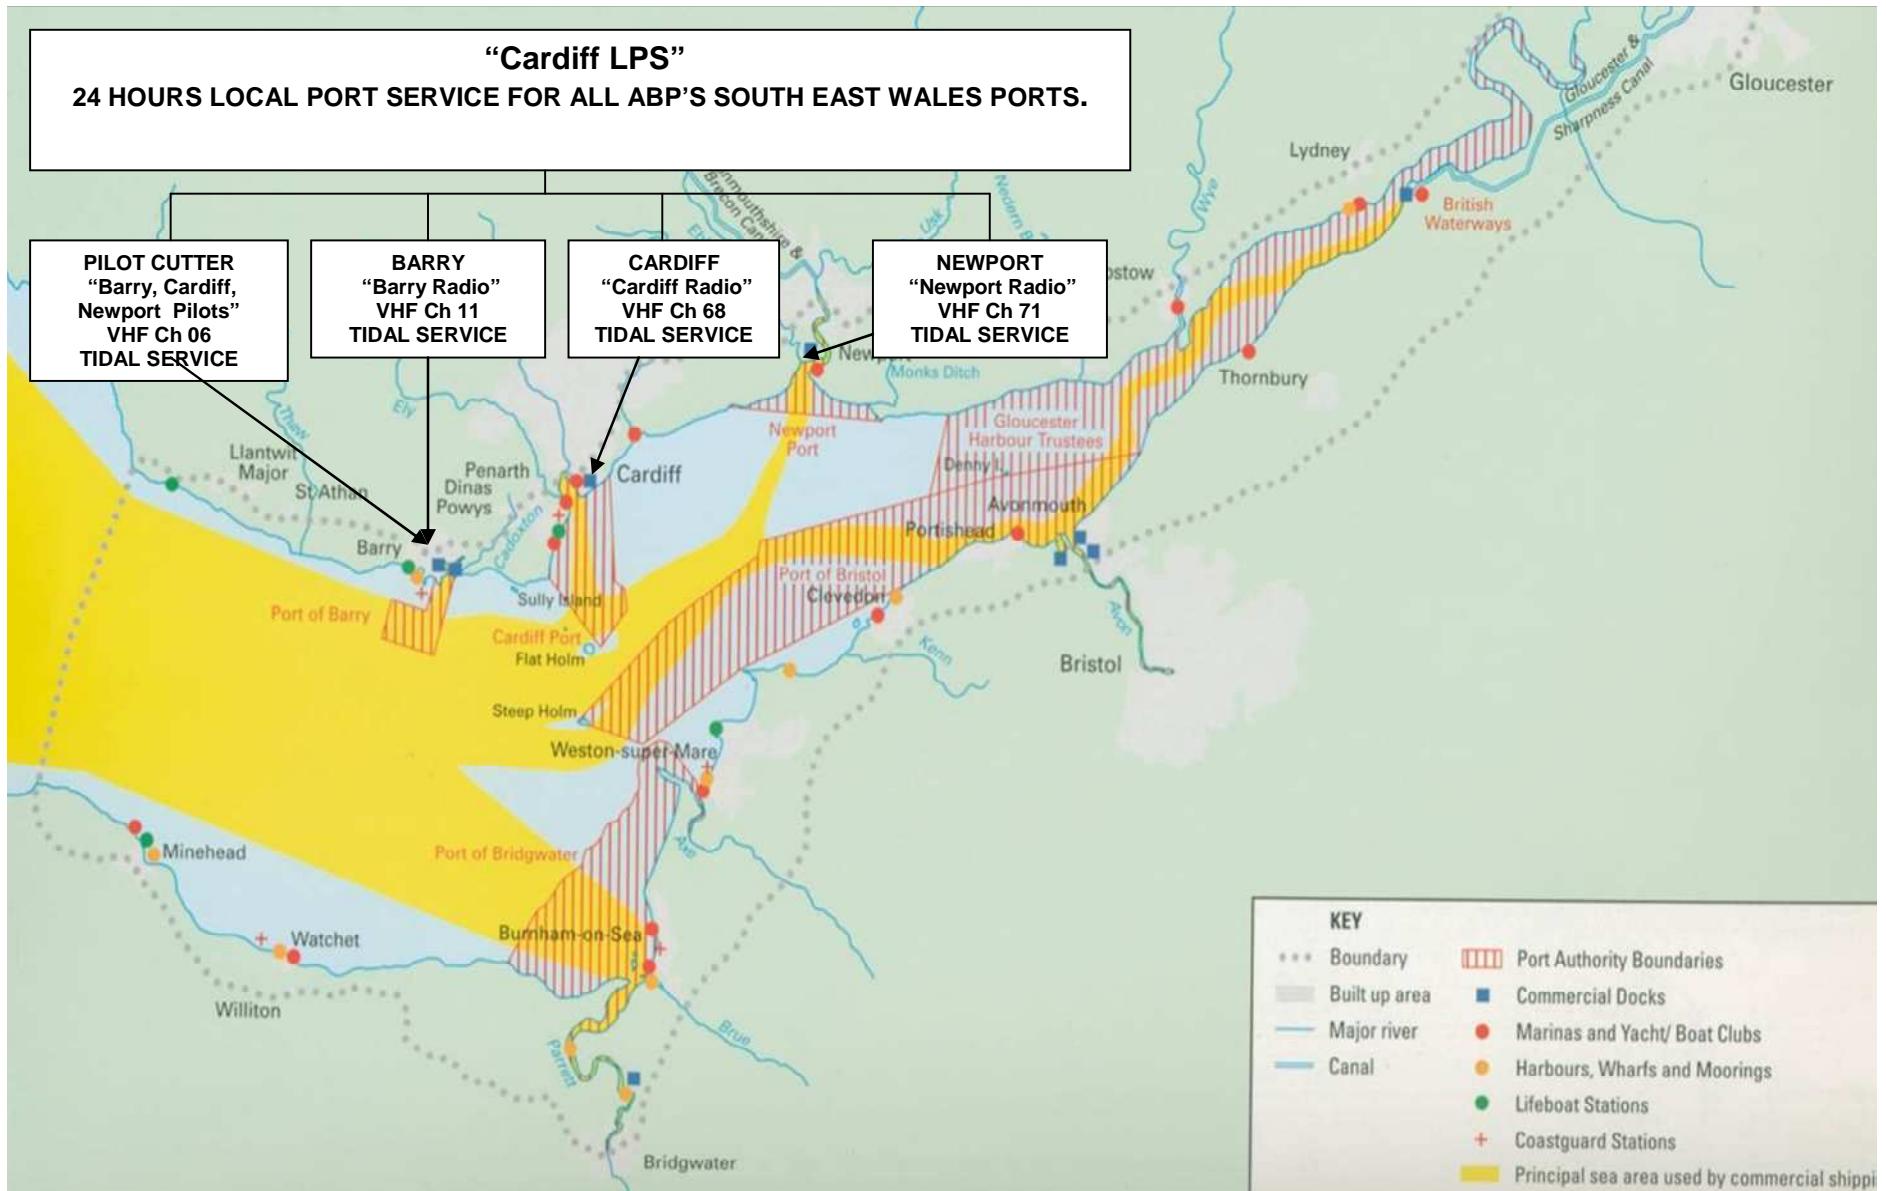 “Cardiff LPS”
24 HOURS LOCAL PORT SERVICE FOR ALL ABP’S SOUTH EAST WALES PORTS.
PILOT CUTTER
“Barry, Cardiff,
Newport Pilots”
VHF Ch 06
TIDAL SERVICE
BARRY
“Barry Radio”
VHF Ch 11
TIDAL SERVICE
CARDIFF
“Cardiff Radio”
VHF Ch 68
TIDAL SERVICE
NEWPORT
“Newport Radio”
VHF Ch 71
TIDAL SERVICE
Gloucester
Gloucester &
Sharpness Canal
Lydney
British
Waterways
Wye
Usk
Thornbury
Newport
Monks Ditch
Newport
Port
Gloucester
Harbour Trustees
Denny I.
Avonmouth
Portishead
Port of Bristol
Clevedon
Avon
Kenn
Bristol
Ely
Thaw
Llantwit
Major
St Athan
Penarth
Dinas
Powys
Cadoxton
Cardiff
Barry
Port of Barry
Sully Island
Cardiff Port
Flat Holm
Steep Holm
Weston-super-Mare
Axe
Port of Bridgwater
Minehead
Watchet
Williton
Burnham-on-Sea
Brue
Parrett
Bridgwater
KEY
Boundary
Built up area
Major river
Canal
Port Authority Boundaries
Commercial Docks
Marinas and Yacht/ Boat Clubs
Harbours, Wharfs and Moorings
Lifeboat Stations
Coastguard Stations
Principal sea area used by commercial shippi